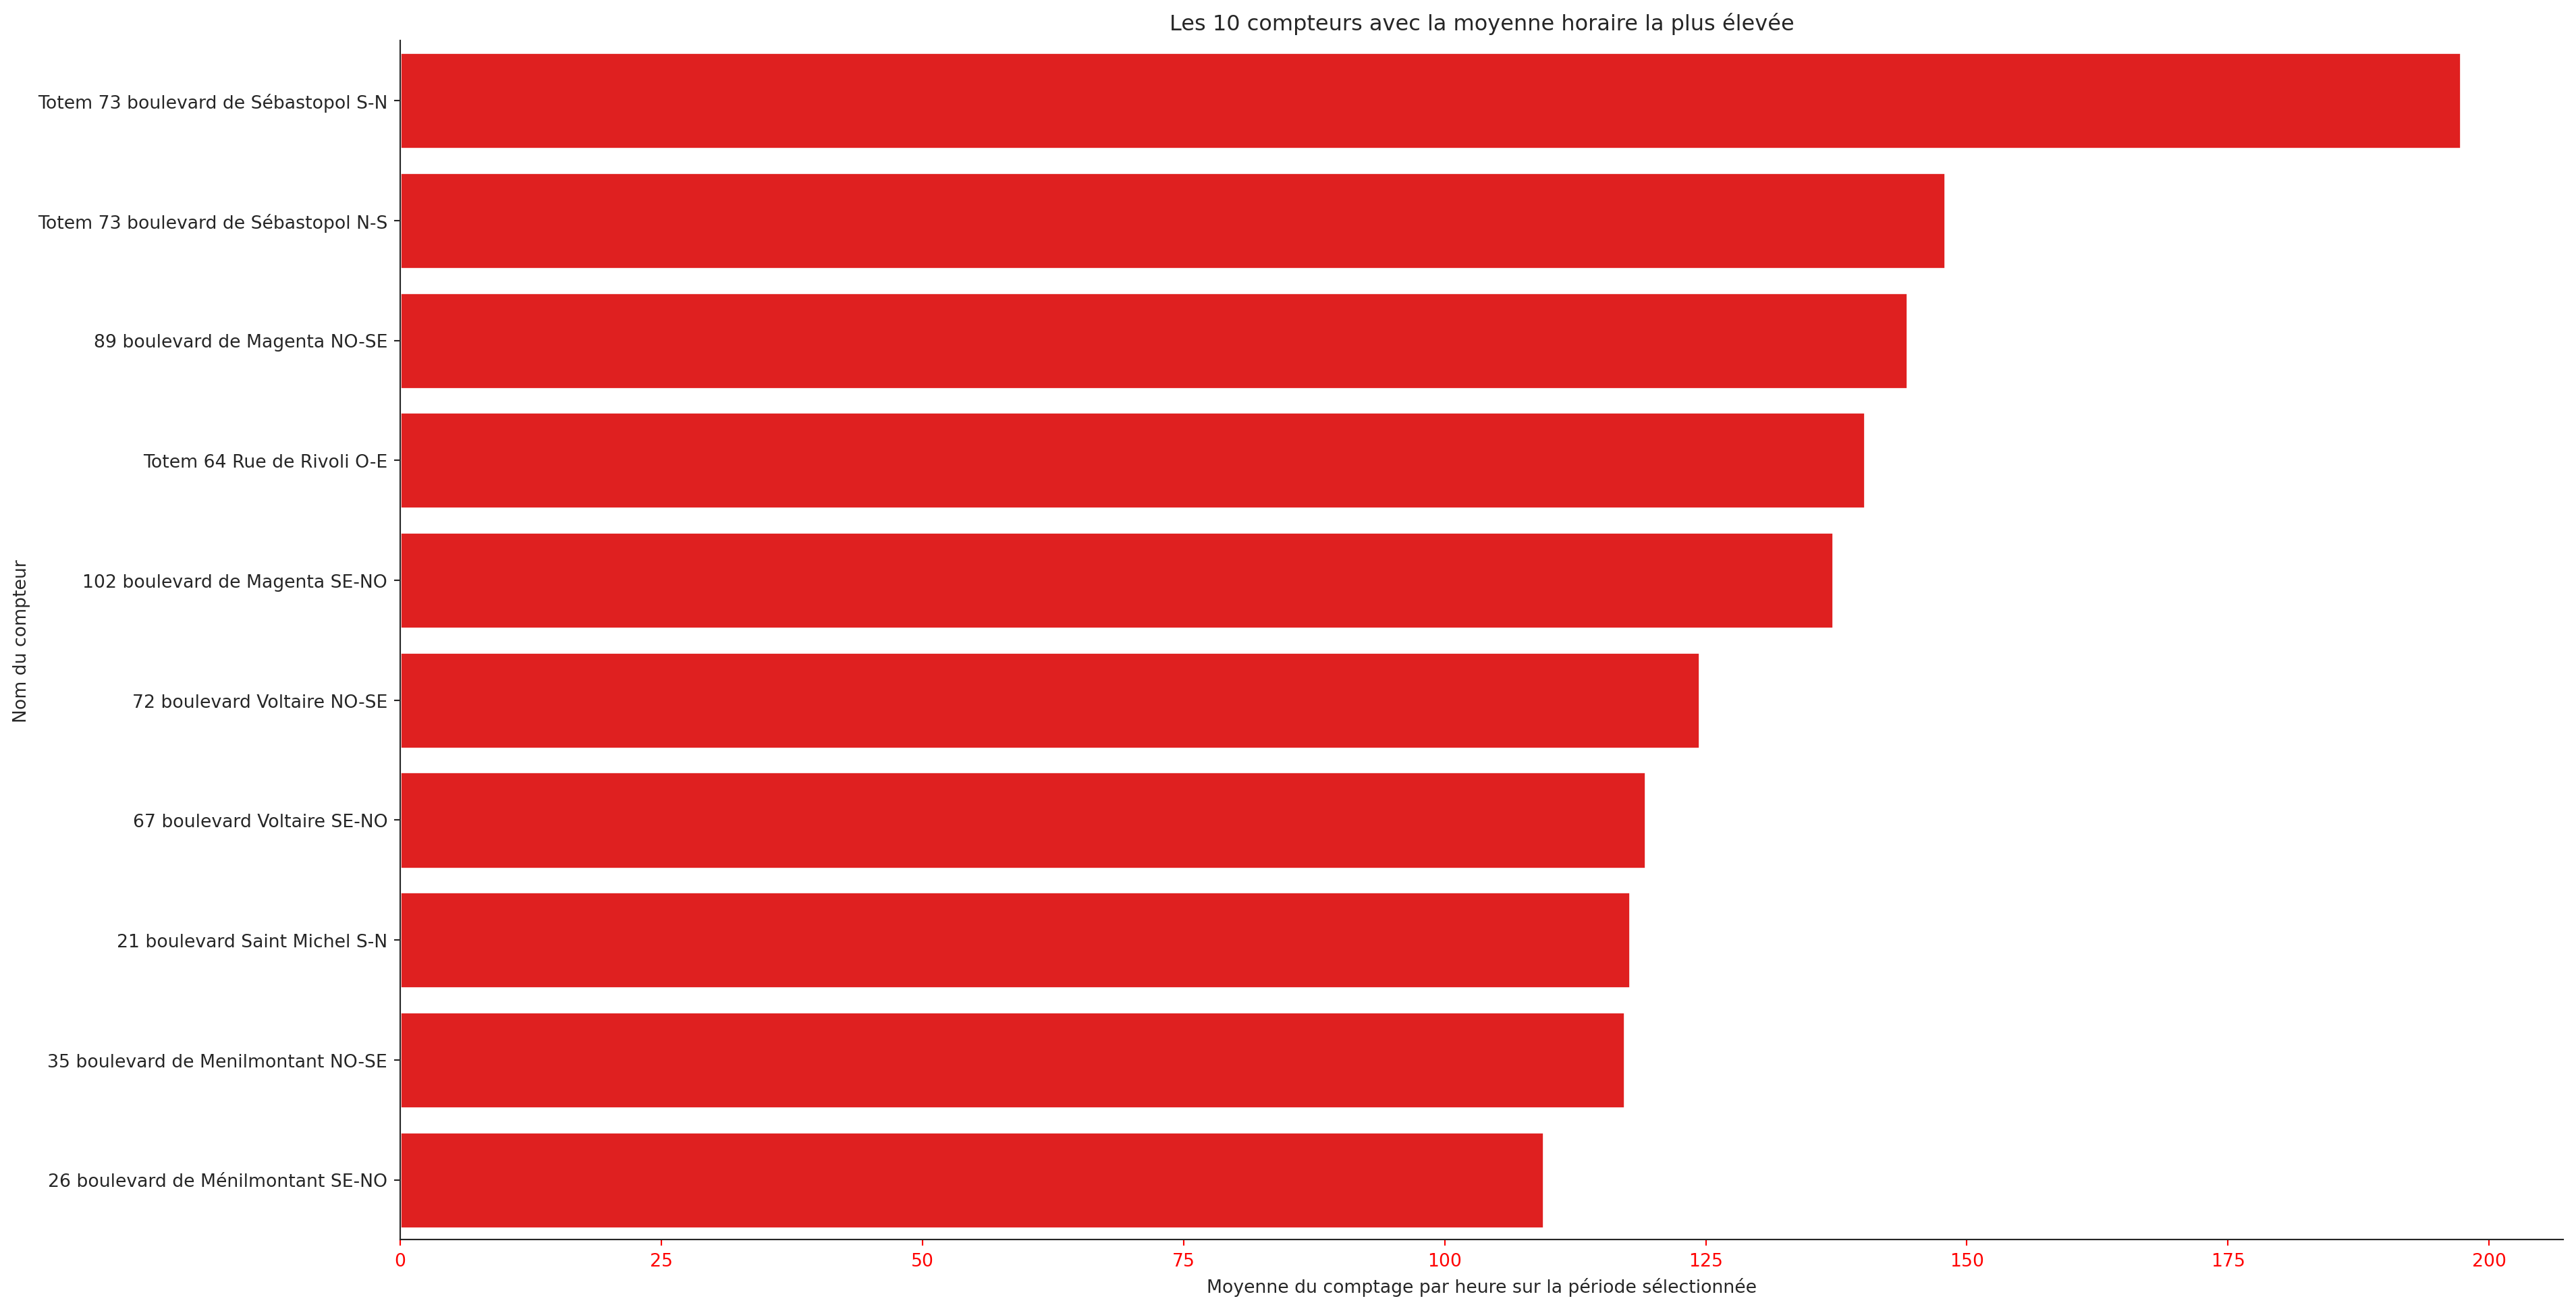 Les 10 compteurs avec la moyenne horaire la plus élevée
Nom du compteur
Totem 73 boulevard de Sébastopol S-N
Totem 73 boulevard de Sébastopol N-S
89 boulevard de Magenta NO-SE
Totem 64 Rue de Rivoli O-E
102 boulevard de Magenta SE-NO
72 boulevard Voltaire NO-SE
67 boulevard Voltaire SE-NO
21 boulevard Saint Michel S-N
35 boulevard de Menilmontant NO-SE
26 boulevard de Ménilmontant SE-NO
0 25 50 75 100 125 150 175 200
Moyenne du comptage par heure sur la période sélectionnée